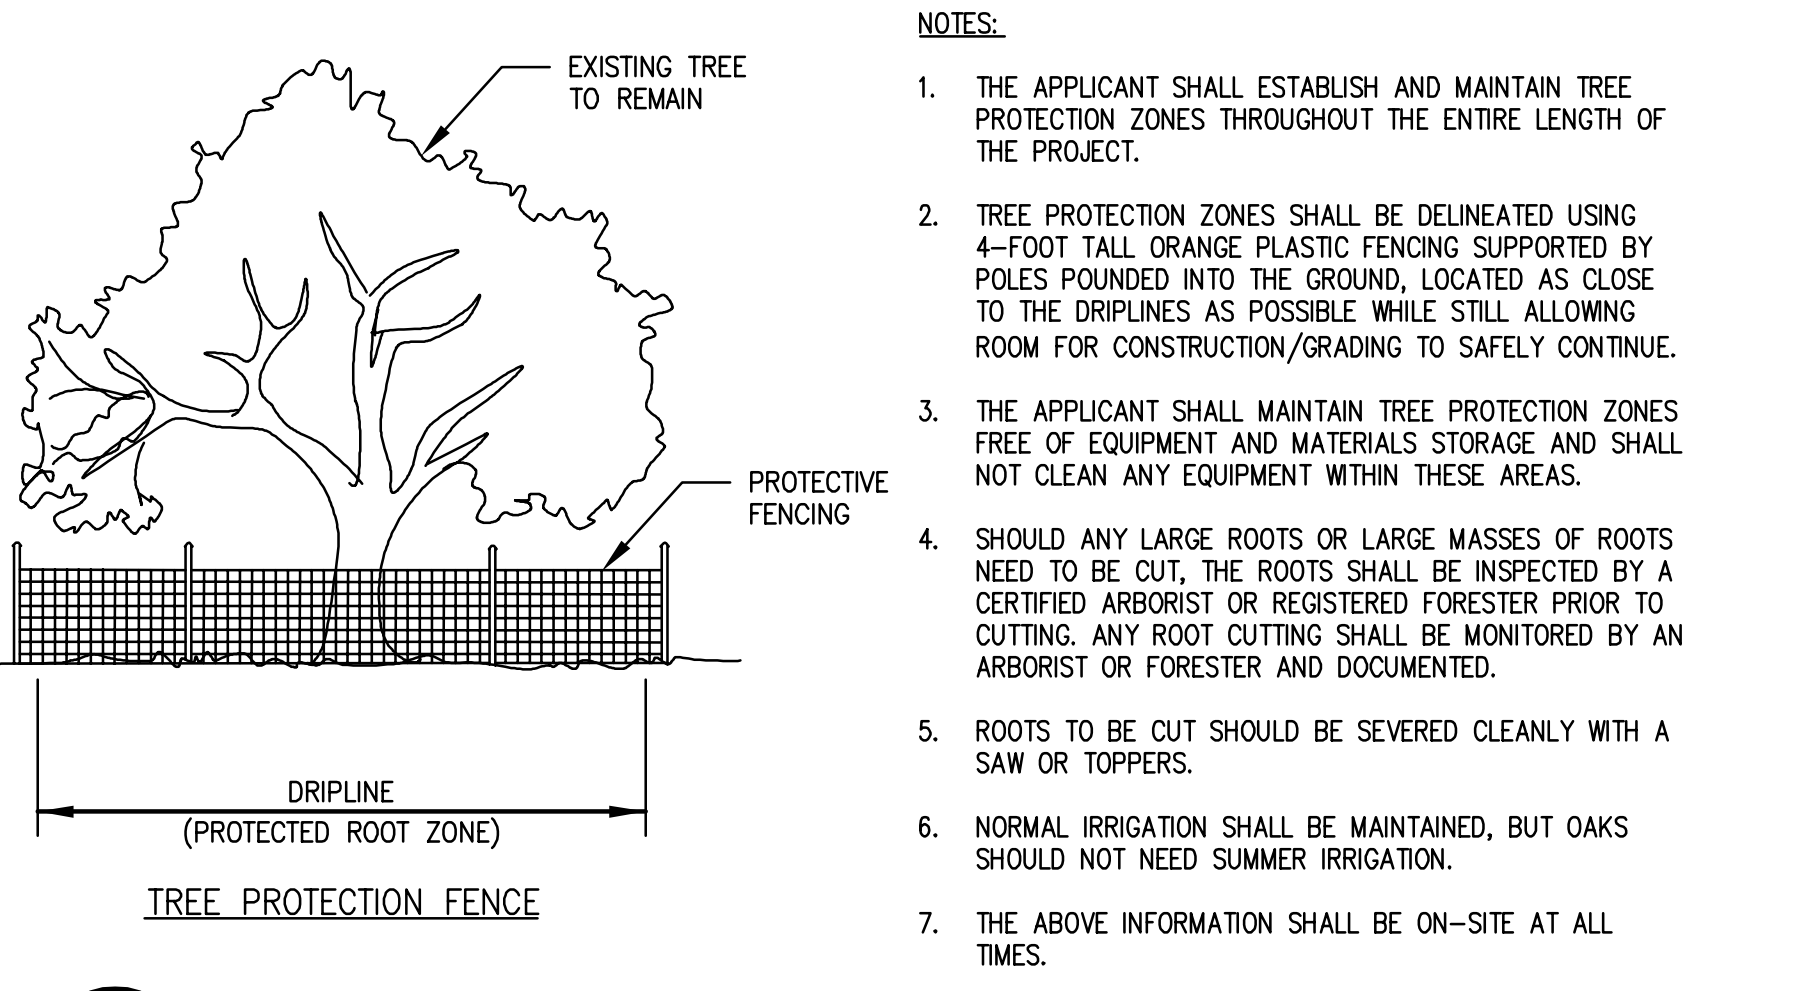 EXISTING TREE
TO REMAIN
PROTECTIVE
FENCING
DRIPLINE
(PROTECTED ROOT ZONE)
TREE PROTECTION FENCE
NOTES:
1. THE APPLICANT SHALL ESTABLISH AND MAINTAIN TREE
PROTECTION ZONES THROUGHOUT THE ENTIRE LENGTH OF
THE PROJECT.
2. TREE PROTECTION ZONES SHALL BE DELINEATED USING
4-FOOT TALL ORANGE PLASTIC FENCING SUPPORTED BY
POLES POUNDED INTO THE GROUND, LOCATED AS CLOSE
TO THE DRIPLINES AS POSSIBLE WHILE STILL ALLOWING
ROOM FOR CONSTRUCTION/GRADING TO SAFELY CONTINUE.
3. THE APPLICANT SHALL MAINTAIN TREE PROTECTION ZONES
FREE OF EQUIPMENT AND MATERIALS STORAGE AND SHALL
NOT CLEAN ANY EQUIPMENT WITHIN THESE AREAS.
4. SHOULD ANY LARGE ROOTS OR LARGE MASSES OF ROOTS
NEED TO BE CUT, THE ROOTS SHALL BE INSPECTED BY A
CERTIFIED ARBORIST OR REGISTERED FORESTER PRIOR TO
CUTTING. ANY ROOT CUTTING SHALL BE MONITORED BY AN
ARBORIST OR FORESTER AND DOCUMENTED.
5. ROOTS TO BE CUT SHOULD BE SEVERED CLEANLY WITH A
SAW OR TOPPERS.
6. NORMAL IRRIGATION SHALL BE MAINTAINED, BUT OAKS
SHOULD NOT NEED SUMMER IRRIGATION.
7. THE ABOVE INFORMATION SHALL BE ON-SITE AT ALL
TIMES.